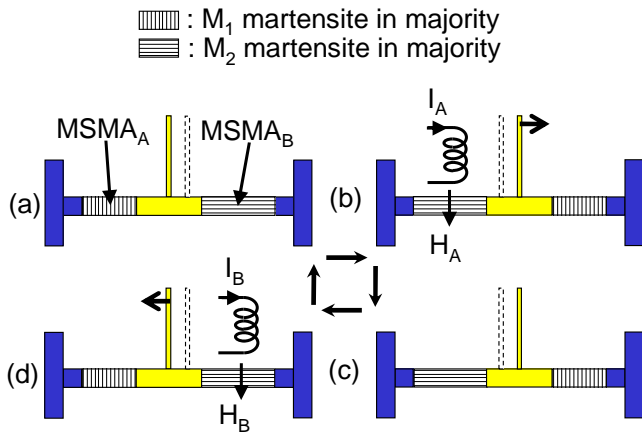 : M1 martensite in majority
: M2 martensite in majority
MSMAA
MSMAB
(a)
IA
(b)
HA
IB
(d)
HB
(c)